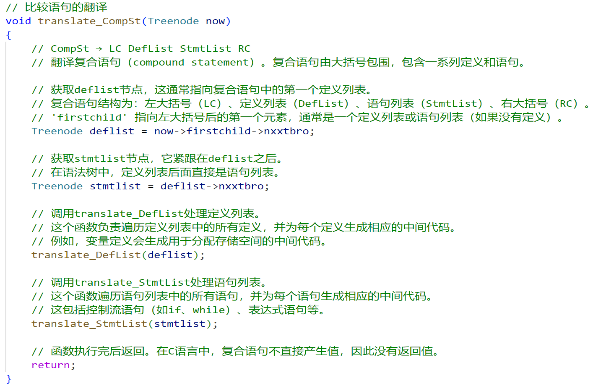 // 比较语句的翻译
void translate_CompSt(Treenode now)
{
// CompSt → LC DefList StmtList RC
// 翻译复合语句（compound statement）。复合语句由大括号包围，包含一系列定义和语句。
// 获取deflist节点，这通常指向复合语句中的第一个定义列表。
// 复合语句结构为：左大括号（LC）、定义列表（DefList）、语句列表（StmtList）、右大括号（RC）。
// 'firstchild' 指向左大括号后的第一个元素，通常是一个定义列表或语句列表（如果没有定义）。
Treenode deflist = now->firstchild->nxxtbro;
// 获取stmtlist节点，它紧跟在deflist之后。
// 在语法树中，定义列表后面直接是语句列表。
Treenode stmtlist = deflist->nxxtbro;
// 调用translate_DefList处理定义列表。
// 这个函数负责遍历定义列表中的所有定义，并为每个定义生成相应的中间代码。
// 例如，变量定义会生成用于分配存储空间的中间代码。
translate_DefList(deflist);
// 调用translate_StmtList处理语句列表。
// 这个函数遍历语句列表中的所有语句，并为每个语句生成相应的中间代码。
// 这包括控制流语句（如if、while）、表达式语句等。
translate_StmtList(stmtlist);
// 函数执行完后返回。在C语言中，复合语句不直接产生值，因此没有返回值。
return;
}